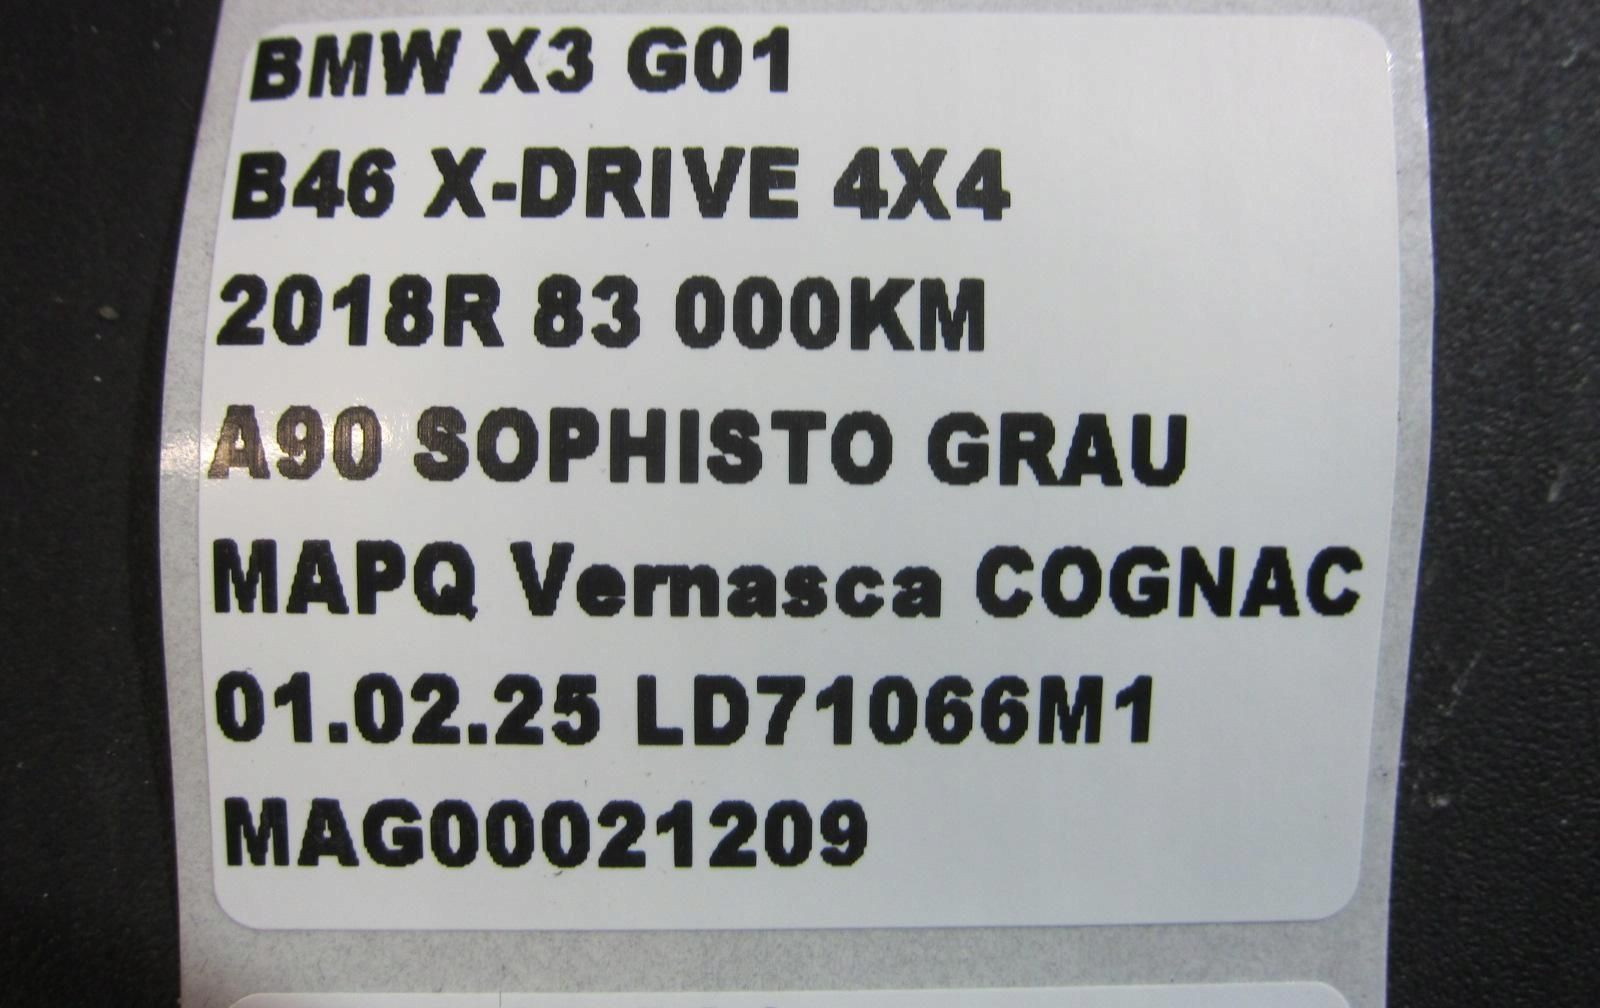 BMW X3 G01
B46 X-DRIVE 4X4
2018R 83 000KM
A90 SOPHISTO GRAU
MAPQ Vernasca COGNAC
01.02.25 LD71066M1
MAG00021209